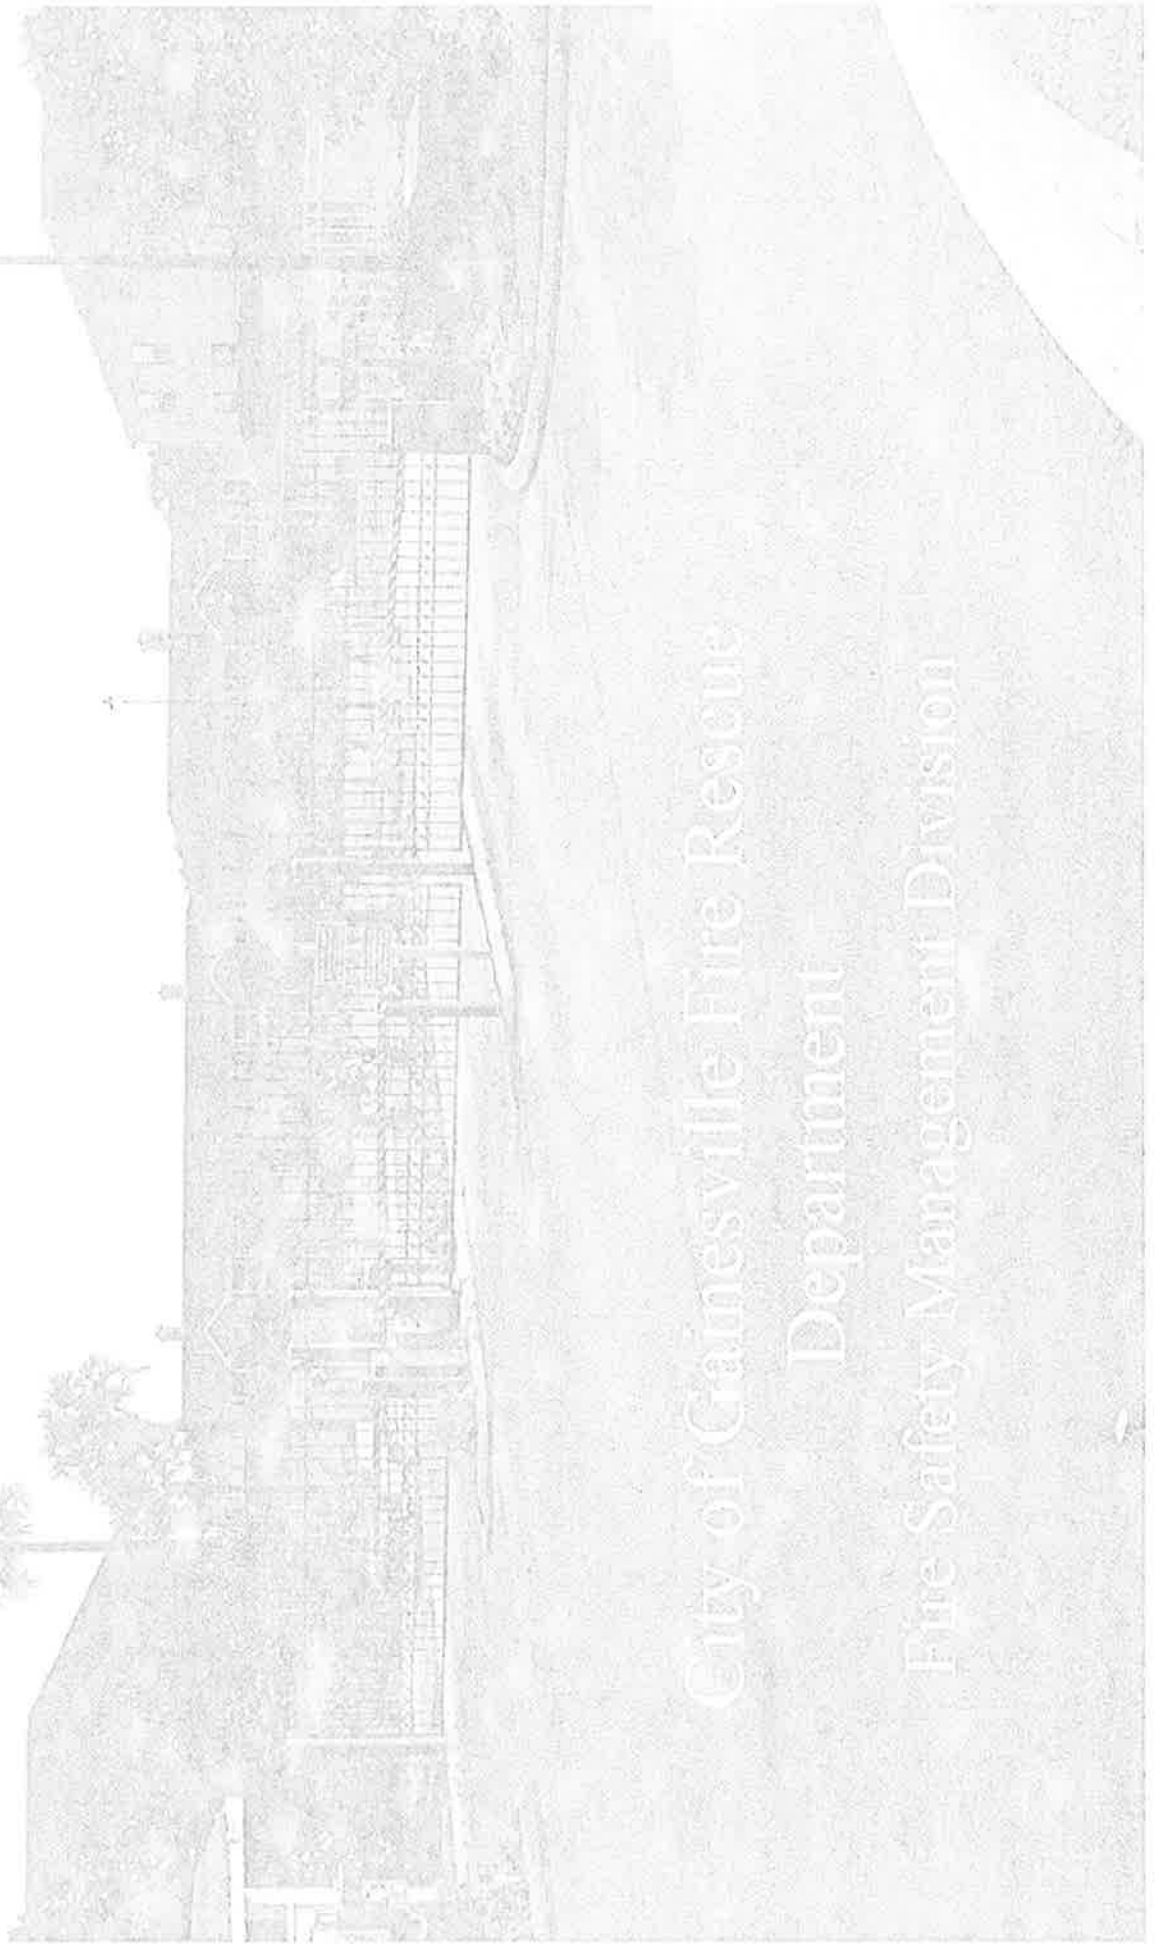 City of Gainesville Fire Rescue
Department
Fire Safety Management Division